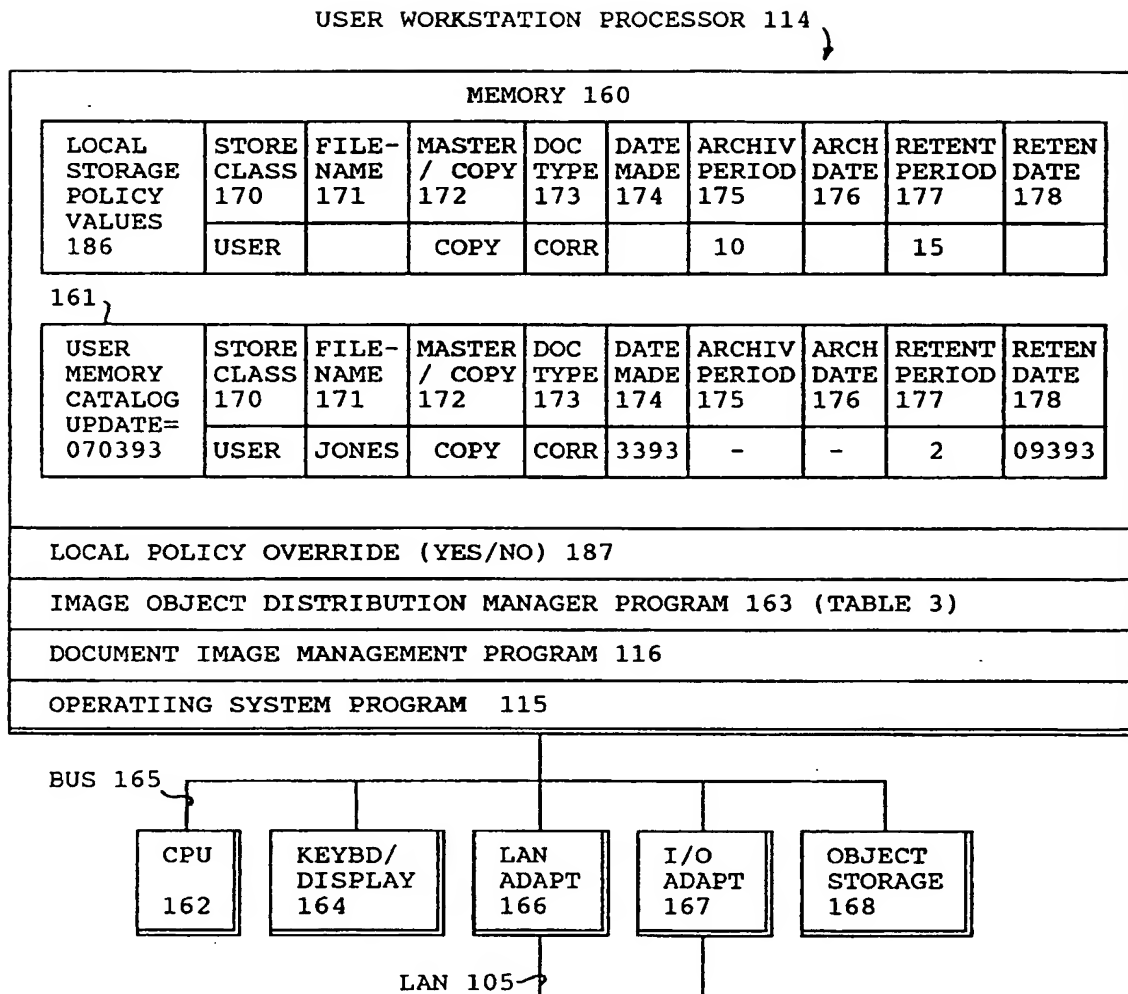 USER WORKSTATION PROCESSOR 114
MEMORY 160
LOCAL STORAGE POLICY VALUES 186
STORE CLASS 170
FILE- NAME 171
MASTER / COPY 172
DOC TYPE 173
DATE MADE 174
ARCHIV PERIOD 175
ARCH DATE 176
RETENT PERIOD 177
RETEN DATE 178
USER COPY CORR 10 15
161
USER MEMORY CATALOG UPDATE= 070393
STORE CLASS 170
FILE- NAME 171
MASTER / COPY 172
DOC TYPE 173
DATE MADE 174
ARCHIV PERIOD 175
ARCH DATE 176
RETENT PERIOD 177
RETEN DATE 178
USER JONES COPY CORR 3393 - - 2 09393
LOCAL POLICY OVERRIDE (YES/NO) 187
IMAGE OBJECT DISTRIBUTION MANAGER PROGRAM 163 (TABLE 3)
DOCUMENT IMAGE MANAGEMENT PROGRAM 116
OPERATIING SYSTEM PROGRAM 115
BUS 165
CPU 162
KEYBD/ DISPLAY 164
LAN ADAPT 166
I/O ADAPT 167
OBJECT STORAGE 168
LAN 105